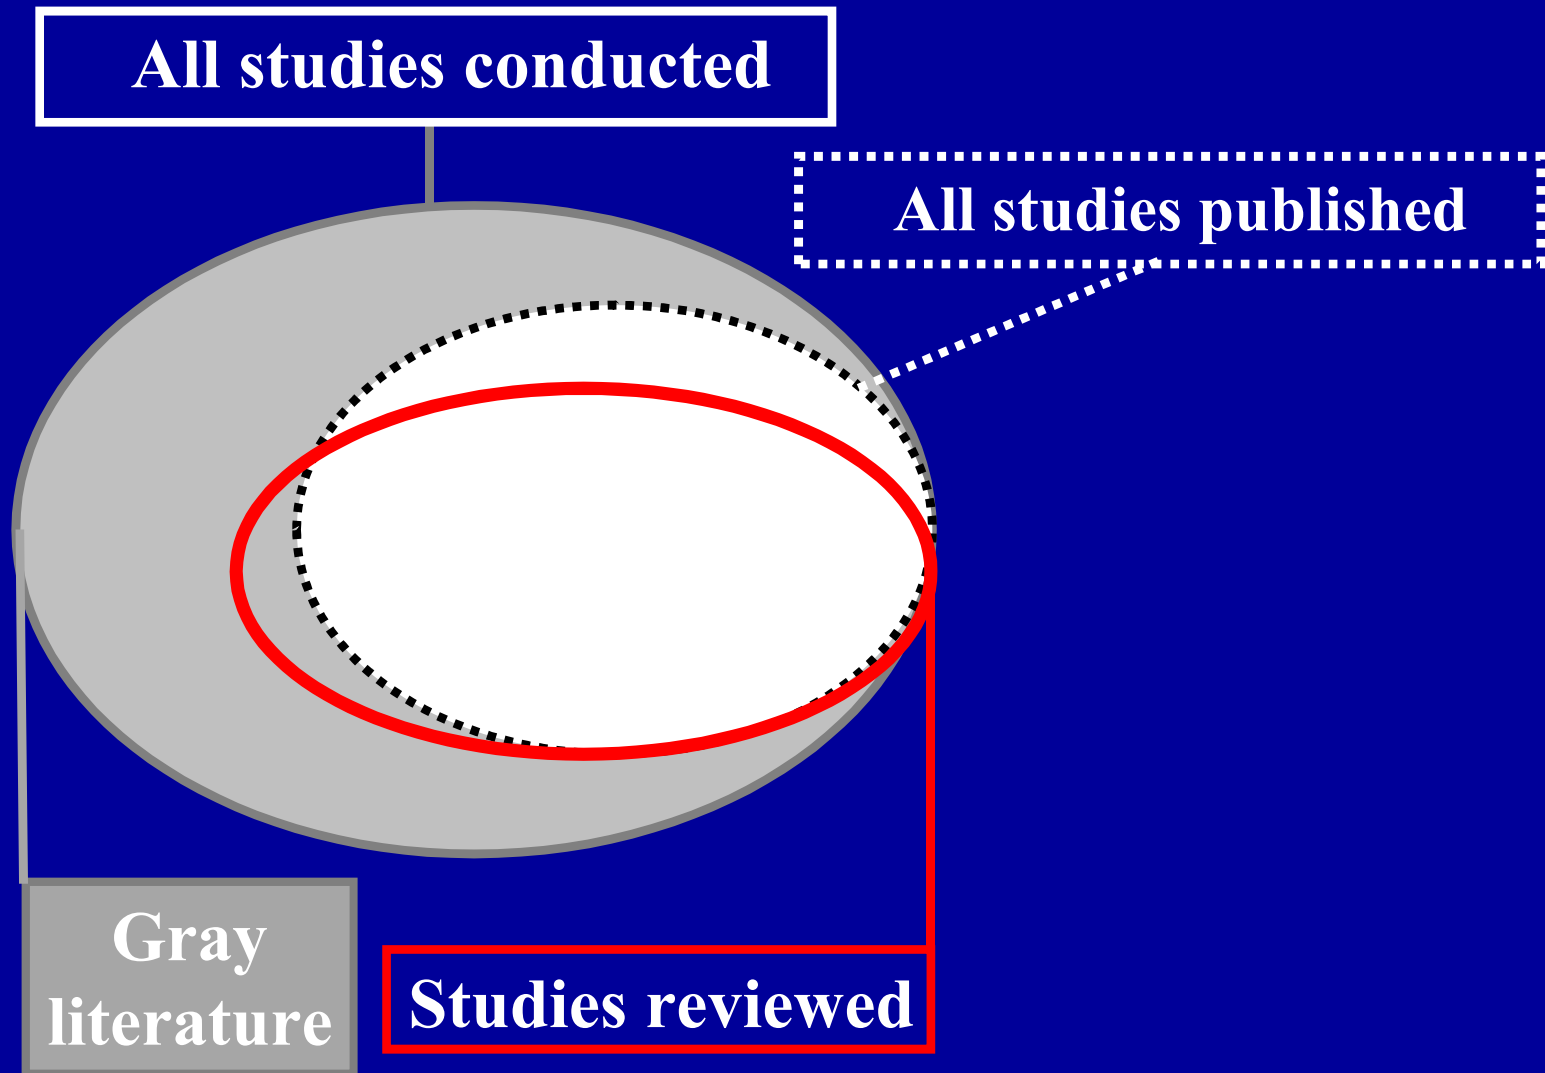 All studies conducted
All studies published
Gray
literature
Studies reviewed